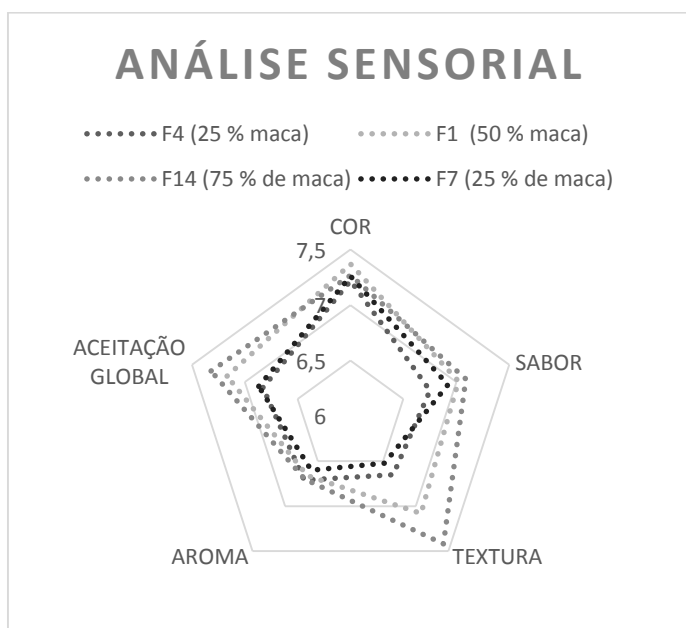 ANÁLISE SENSORIAL
F4 (25 % maca)
F1 (50 % maca)
F14 (75 % de maca)
F7 (25 % de maca)
COR
7,5
7
6,5
6
ACEITAÇÃO
GLOBAL
SABOR
AROMA
TEXTURA